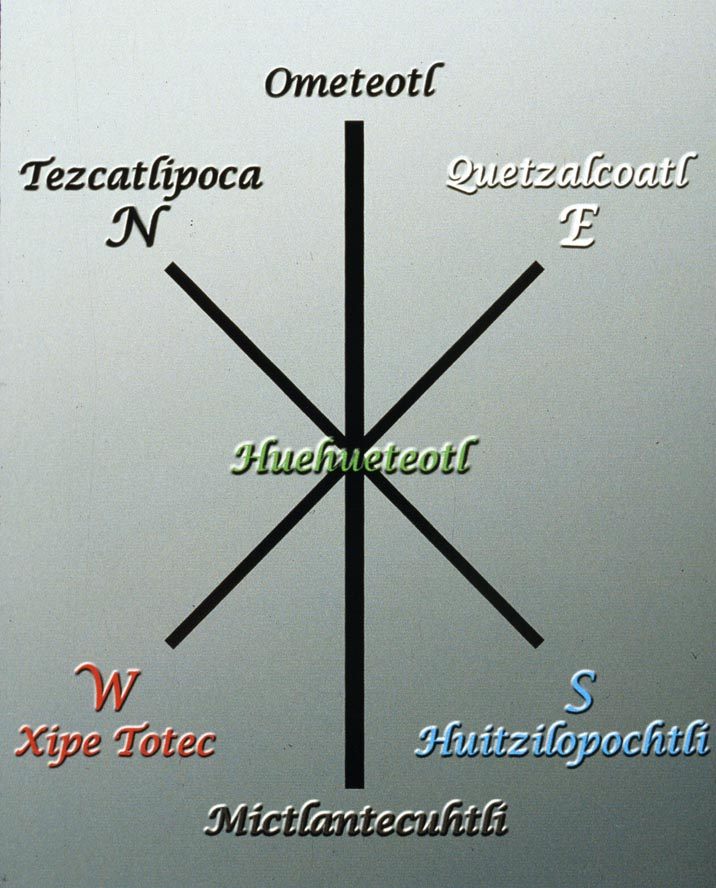 Ometeotl
Tezcatlipoca
N
Quetzalcoatl
E
Huehueteotl
W
Xipe Totec
S
Huitzilopochtli
Mictlantecuhtli